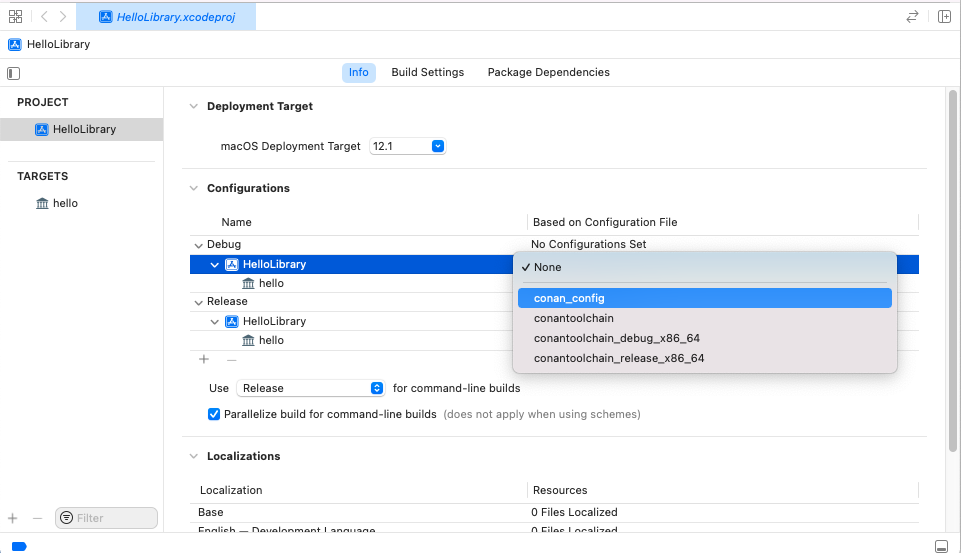 HelloLibrary.xcodeproj
HelloLibrary
Info Build Settings Package Dependencies
PROJECT
HelloLibrary
TARGETS
hello
Deployment Target
macOS Deployment Target 12.1
Configurations
Name Based on Configuration File
Debug No Configurations Set
HelloLibrary
hello
Release
HelloLibrary
hello
None
conan_config
conantoolchain
conantoolchain_debug_x86_64
conantoolchain_release_x86_64
Use Release for command-line builds
Parallelize build for command-line builds (does not apply when using schemes)
Localizations
Localization Resources
Base 0 Files Localized
English — Development Language 0 Files Localized
Filter